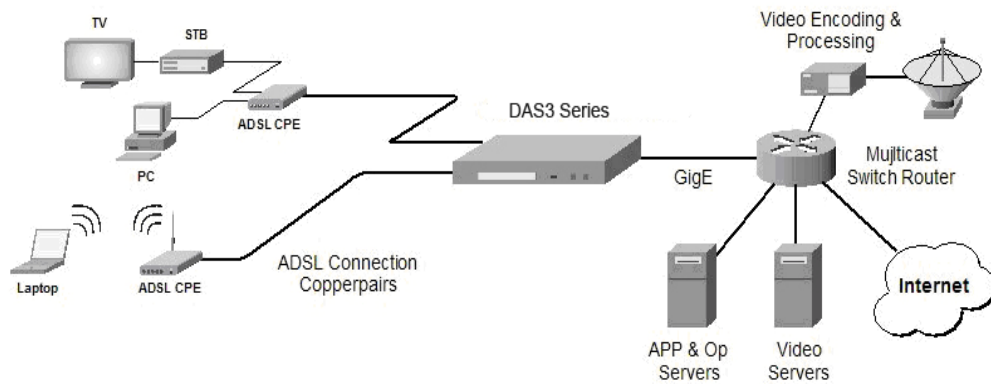 TV
STB
Video Encoding &
Processing
ADSL CPE
DAS3 Series
PC
GigE
Mujlticast
Switch Router
Laptop
ADSL CPE
ADSL Connection
Copperpairs
Internet
APP & Op
Servers
Video
Servers